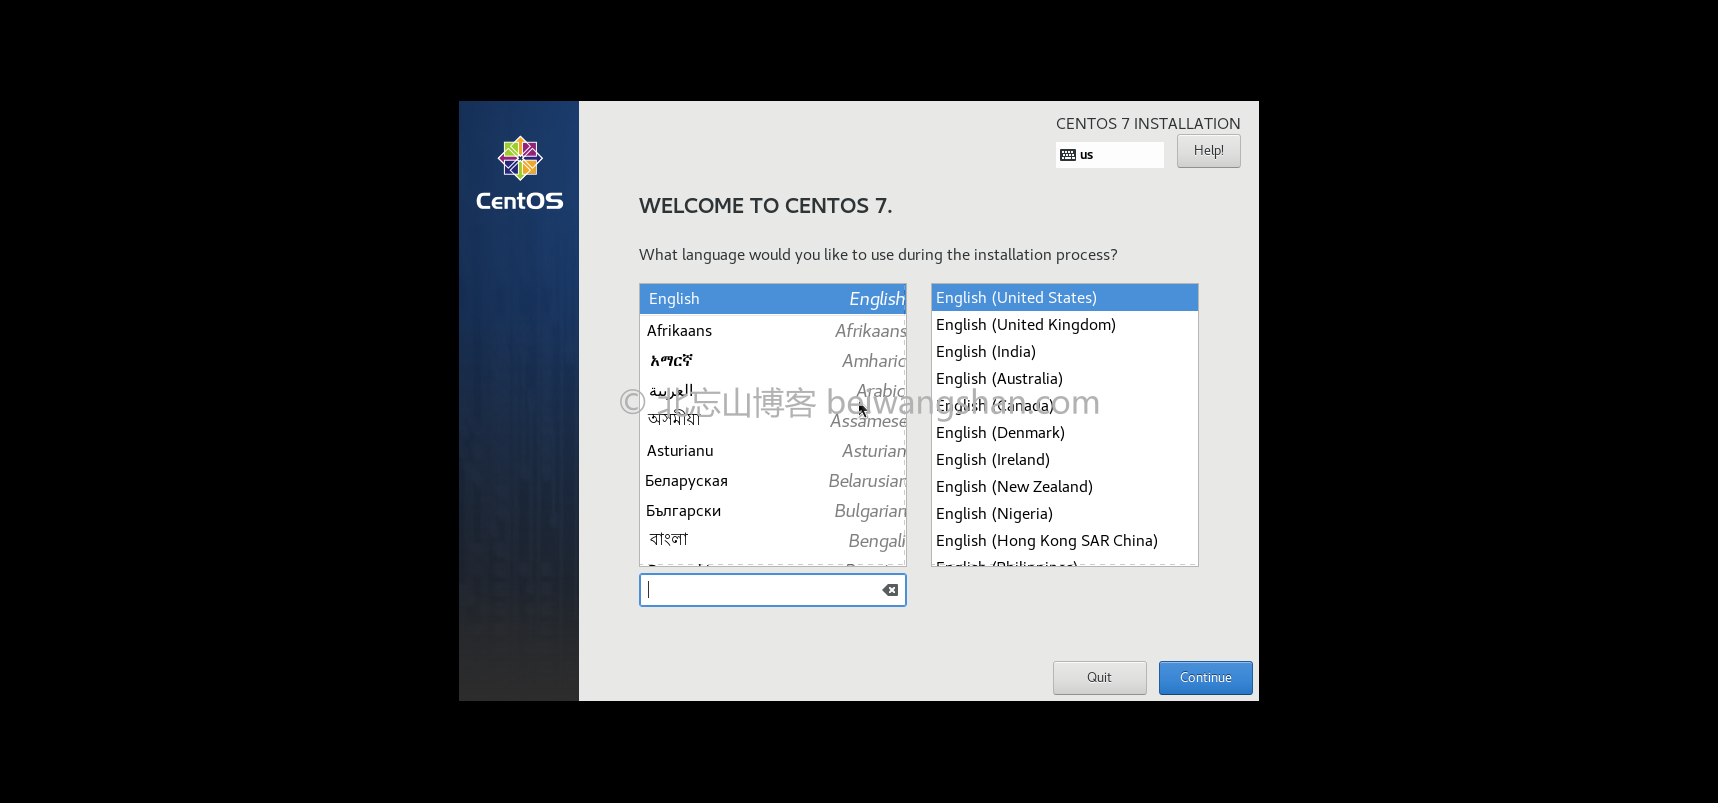 CentOS
CENTOS 7 INSTALLATION
us
Help!
WELCOME TO CENTOS 7.
What language would you like to use during the installation process?
English English
Afrikaans Afrikaans
አማርኛ Amharic
العربية Arabic
অসমীয়া Assamese
Asturianu Asturian
Беларуская Belarusian
Български Bulgarian
বাংলা Bengali
English (United States)
English (United Kingdom)
English (India)
English (Australia)
English (Canada)
English (Denmark)
English (Ireland)
English (New Zealand)
English (Nigeria)
English (Hong Kong SAR China)
English (Philippines)
© 北忘山博客 beiwangshan.com
Quit
Continue